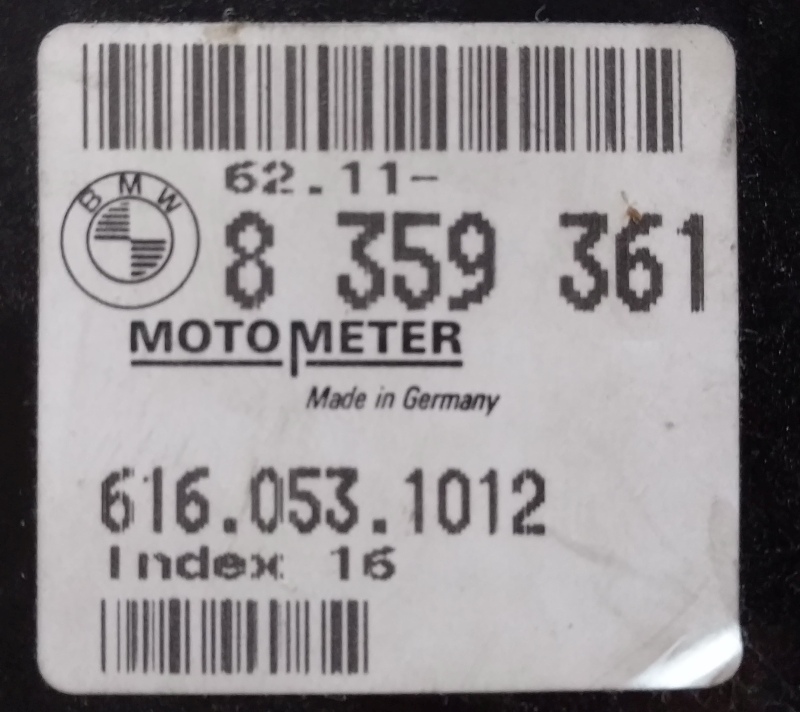 62.11-
BMW
8 359 361
MOTOMETER
Made in Germany
616.053.1012
Index 16